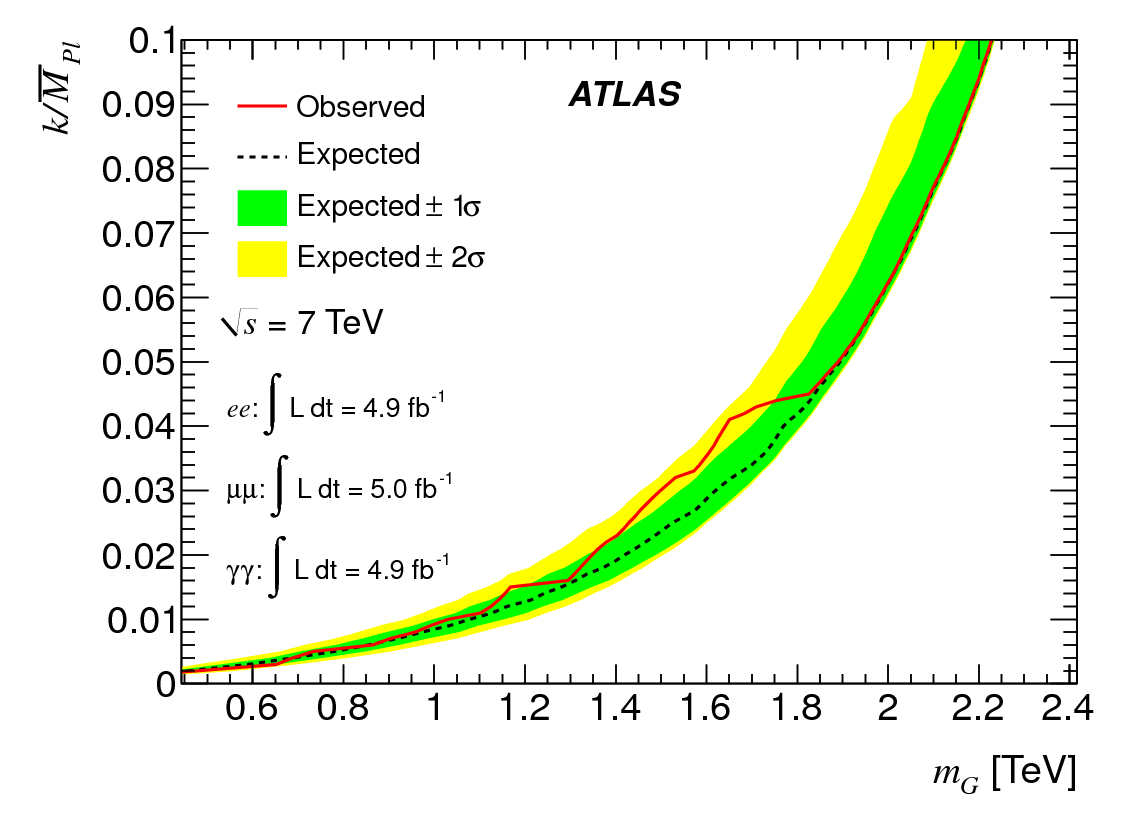 k/M̅_Pl
0.1
0.09
0.08
0.07
0.06
0.05
0.04
0.03
0.02
0.01
0
ATLAS
Observed
Expected
Expected ± 1σ
Expected ± 2σ
√s = 7 TeV
ee: ∫ L dt = 4.9 fb⁻¹
μμ: ∫ L dt = 5.0 fb⁻¹
γγ: ∫ L dt = 4.9 fb⁻¹
0.6 0.8 1 1.2 1.4 1.6 1.8 2 2.2 2.4
m_G [TeV]